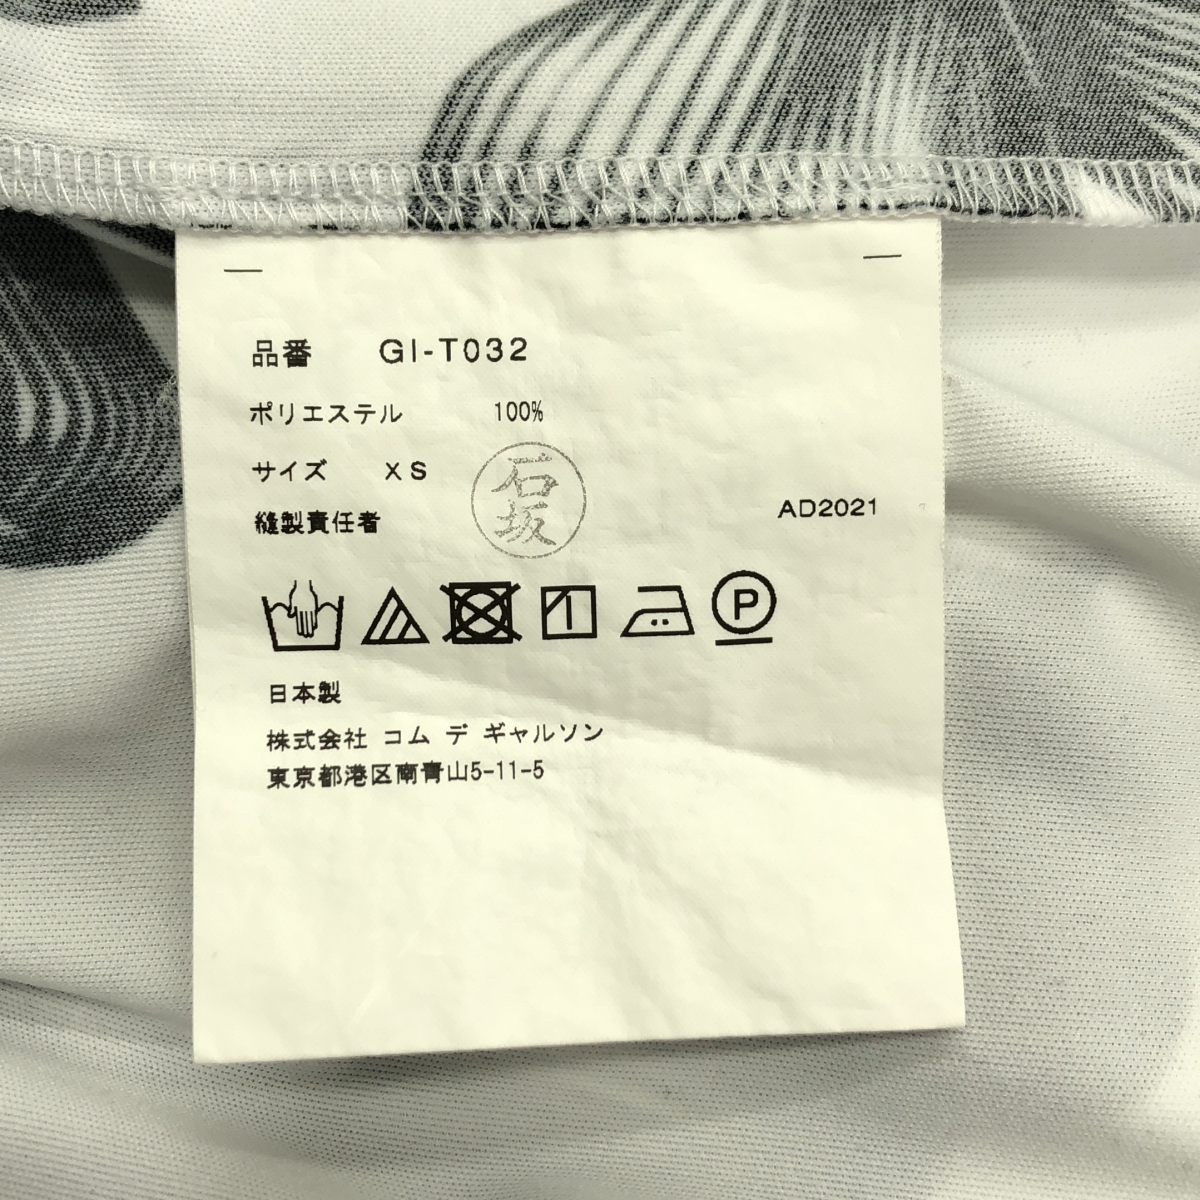 品番 GI-T032
ポリエステル 100%
サイズ XS
縫製責任者 石坂
AD2021
P
日本製
株式会社 コム デ ギャルソン
東京都港区南青山5-11-5